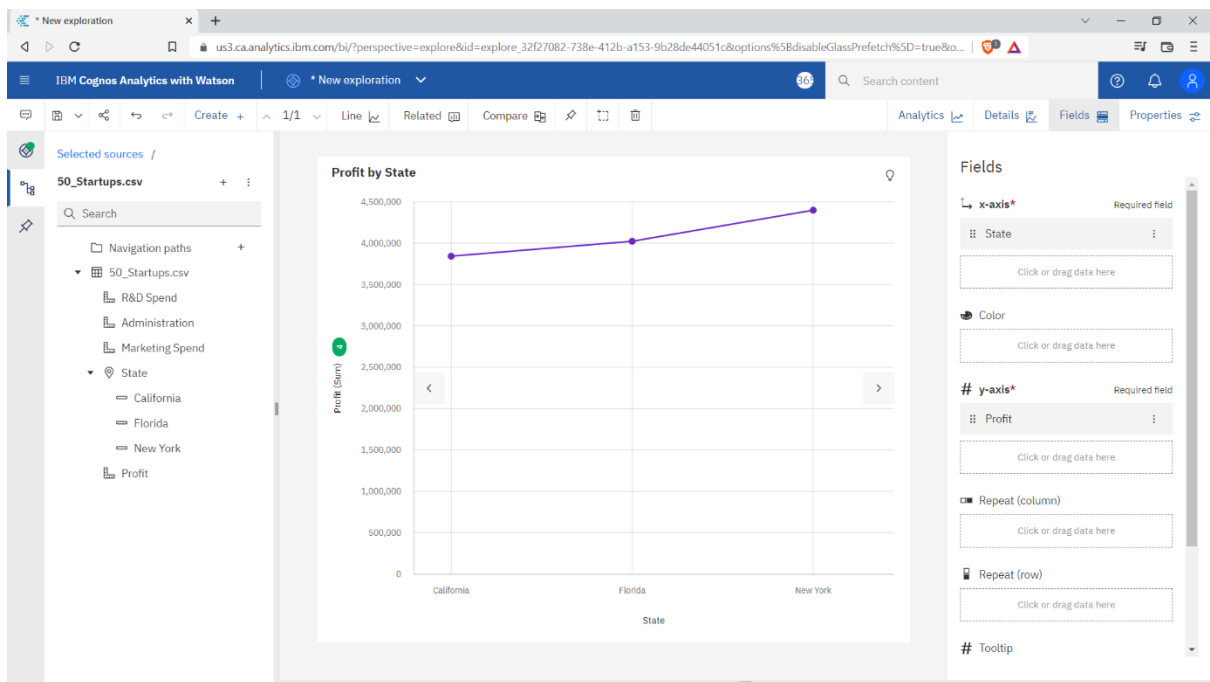 * New exploration
us3.ca.analytics.ibm.com/bi/?perspective=explore&id=explore_32f27082-738e-412b-a153-9b28de44051c&options%5BdisableGlassPrefetch%5D=true&o...
IBM Cognos Analytics with Watson
* New exploration
Search content
Create +
1/1
Line
Related
Compare
Analytics
Details
Fields
Properties
Selected sources /
50_Startups.csv
Search
Navigation paths
50_Startups.csv
R&D Spend
Administration
Marketing Spend
State
California
Florida
New York
Profit
Profit by State
4,500,000
4,000,000
3,500,000
3,000,000
2,500,000
2,000,000
1,500,000
1,000,000
500,000
0
Profit (Sum)
California
Florida
New York
State
Fields
x-axis*
Required field
State
Click or drag data here
Color
Click or drag data here
y-axis*
Required field
Profit
Click or drag data here
Repeat (column)
Click or drag data here
Repeat (row)
Click or drag data here
Tooltip